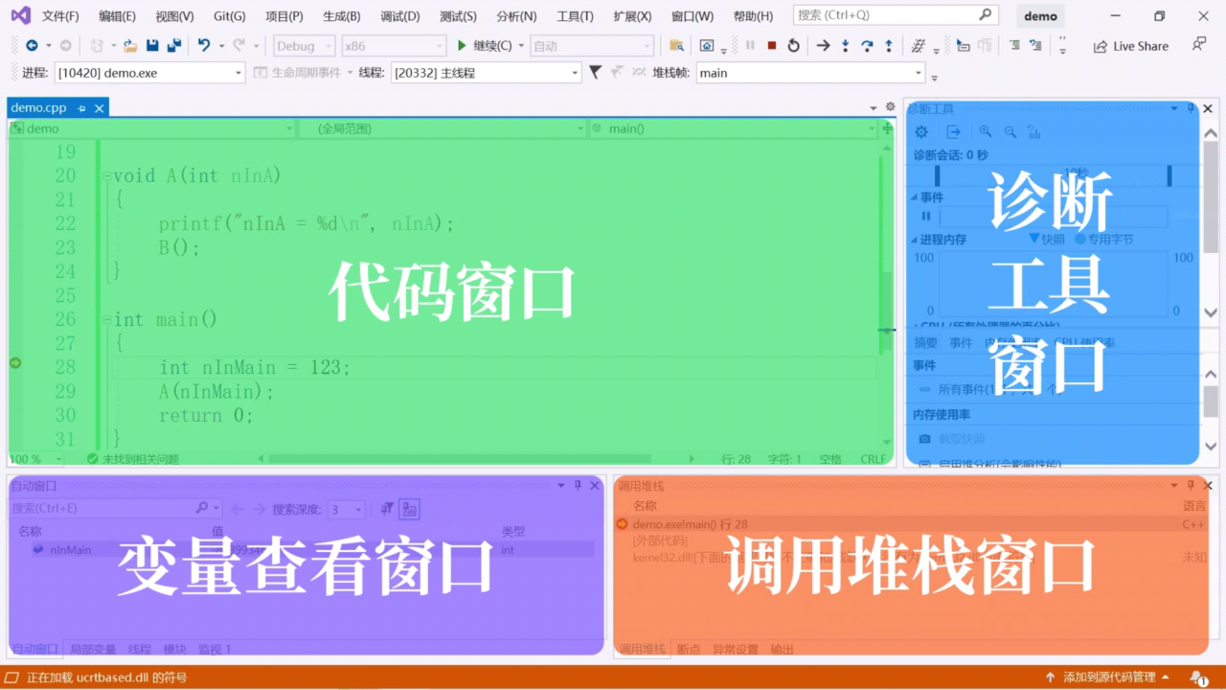 文件(F) 编辑(E) 视图(V) Git(G) 项目(P) 生成(B) 调试(D) 测试(S) 分析(N) 工具(T) 扩展(X) 窗口(W) 帮助(H) 搜索 (Ctrl+Q) demo
Debug x86 继续(C) 自动 Live Share
进程: [10420] demo.exe 生命周期事件 线程: [20332] 主线程 堆栈帧: main
demo.cpp
demo (全局范围) main()
19
20 void A(int nInA)
21 {
22 printf("nInA = %d\n", nInA);
23 B();
24 }
25
26 int main()
27 {
28 int nInMain = 123;
29 A(nInMain);
30 return 0;
31 }
代码窗口
100 % 未找到相关问题 行: 28 字符: 1 空格 CRLF
诊断工具
诊断会话: 0 秒
10秒
事件
进程内存 快照 专用字节
100 100
0 0
CPU (所有处理器的百分比)
摘要 事件 内存使用率 CPU 使用率
事件
所有事件
内存使用率
截取快照
启用堆分析(会影响性能)
诊断
工具
窗口
自动窗口
搜索(Ctrl+E) 搜索深度: 3
名称 值 类型
nInMain int
变量查看窗口
自动窗口 局部变量 线程 模块 监视 1
调用堆栈
名称 语言
demo.exe!main() 行 28 C++
[外部代码]
kernel32.dll![下面的 未知
调用堆栈窗口
调用堆栈 断点 异常设置 输出
正在加载 ucrtbased.dll 的符号 添加到源代码管理 1